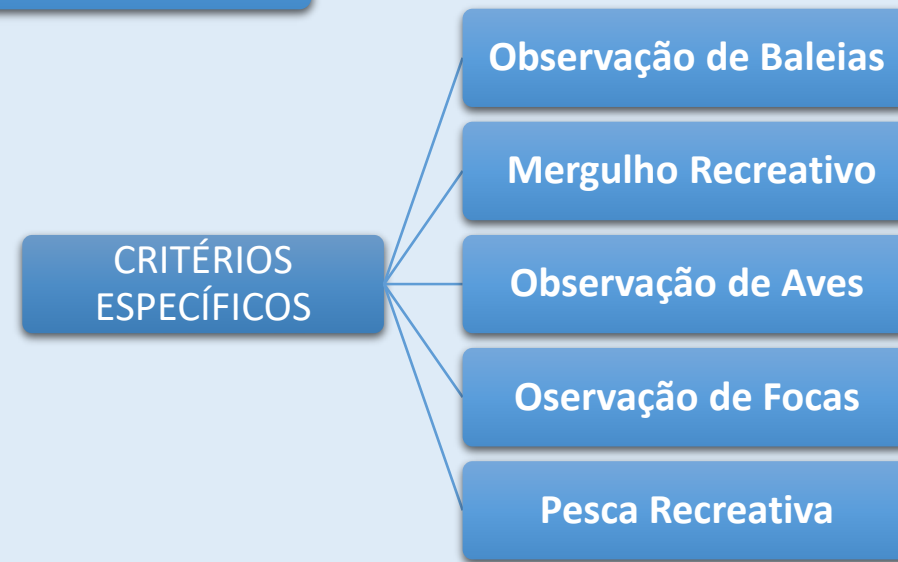 Observação de Baleias
Mergulho Recreativo
CRITÉRIOS
ESPECÍFICOS
Observação de Aves
Oservação de Focas
Pesca Recreativa